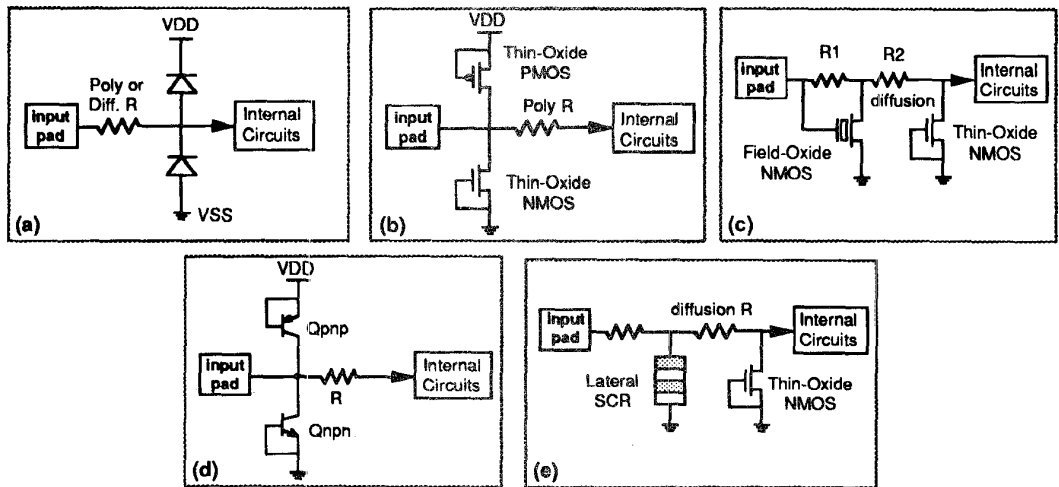 VDD
Poly or
Diff. R
input
pad
Internal
Circuits
VSS
(a)
VDD
Thin-Oxide
PMOS
Poly R
input
pad
Internal
Circuits
Thin-Oxide
NMOS
(b)
R1
R2
input
pad
diffusion
Internal
Circuits
Field-Oxide
NMOS
Thin-Oxide
NMOS
(c)
VDD
Qpnp
input
pad
R
Internal
Circuits
Qnpn
(d)
diffusion R
input
pad
Internal
Circuits
Lateral
SCR
Thin-Oxide
NMOS
(e)